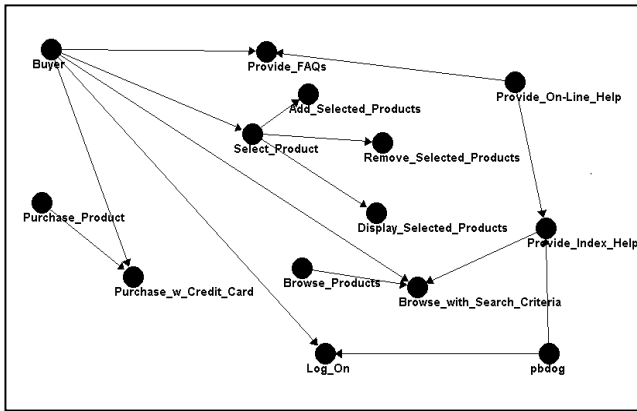 Buyer
Provide_FAQs
Provide_On-Line_Help
Add_Selected_Products
Select_Product
Remove_Selected_Products
Purchase_Product
Display_Selected_Products
Provide_Index_Help
Purchase_w_Credit_Card
Browse_Products
Browse_with_Search_Criteria
Log_On
pbdog